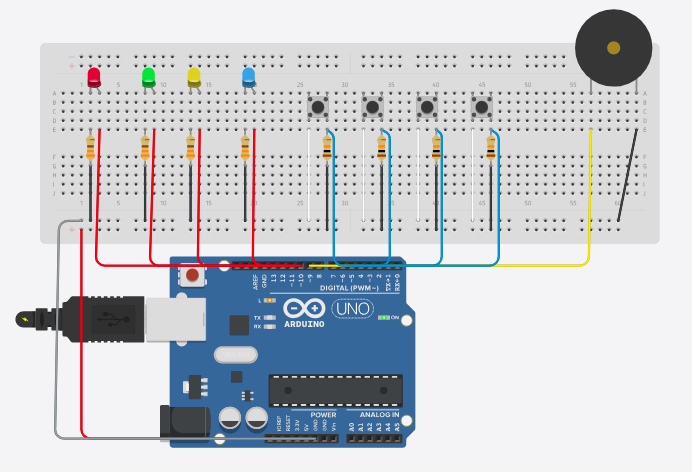 1 5 10 15 20 25 30 35 45 55
A A
B B
C C
D D
E E
F F
G G
H H
I I
J J
1 5 10 15 20 25 30 35 40 45 50 55 60
AREF
GND
13
12
~11
~10
~9
8
7
~6
~5
4
~3
2
TX→1
RX←0
DIGITAL (PWM~)
L
TX
RX
ARDUINO
UNO
ON
POWER
ANALOG IN
IOREF
RESET
3.3V
5V
GND
GND
Vin
A0
A1
A2
A3
A4
A5